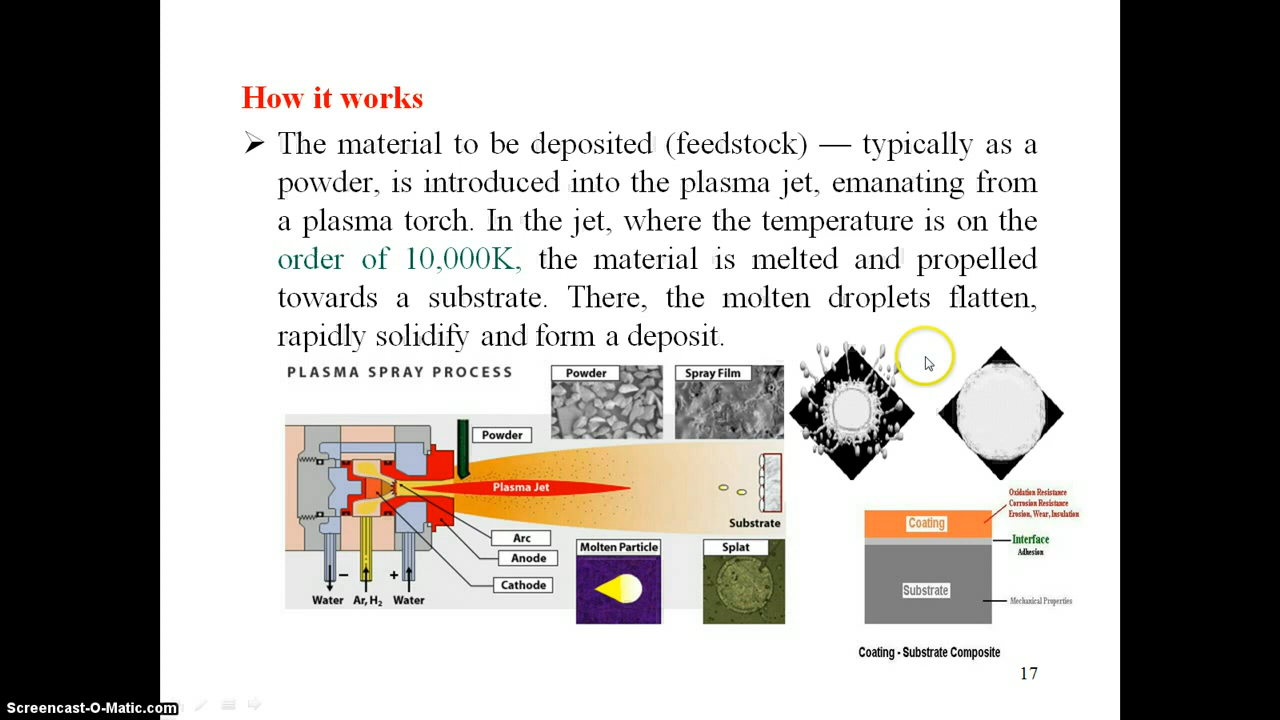 How it works
➢ The material to be deposited (feedstock) — typically as a
powder, is introduced into the plasma jet, emanating from
a plasma torch. In the jet, where the temperature is on the
order of 10,000K, the material is melted and propelled
towards a substrate. There, the molten droplets flatten,
rapidly solidify and form a deposit.
PLASMA SPRAY PROCESS
Powder
Spray Film
Powder
Plasma Jet
Substrate
Arc
Anode
Cathode
− +
Water Ar, H2 Water
Molten Particle
Splat
Oxidation Resistance
Corrosion Resistance
Erosion, Wear, Insulation
Coating
Interface
Adhesion
Substrate
Mechanical Properties
Coating - Substrate Composite
17
Screencast-O-Matic.com